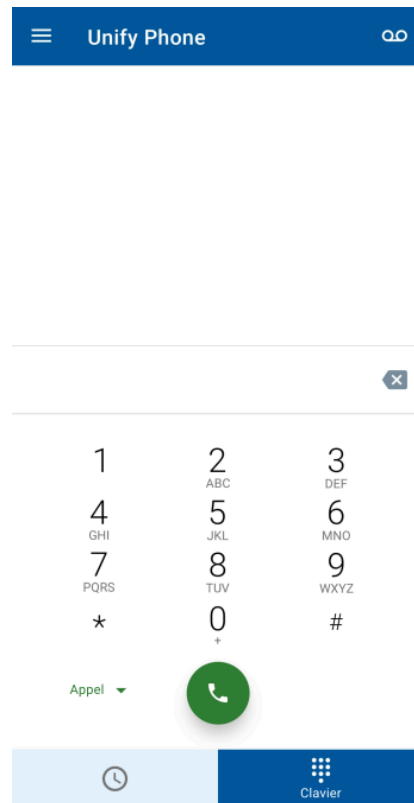 Unify Phone
1 2 3
ABC DEF
4 5 6
GHI JKL MNO
7 8 9
PQRS TUV WXYZ
* 0 #
+
Appel
Clavier